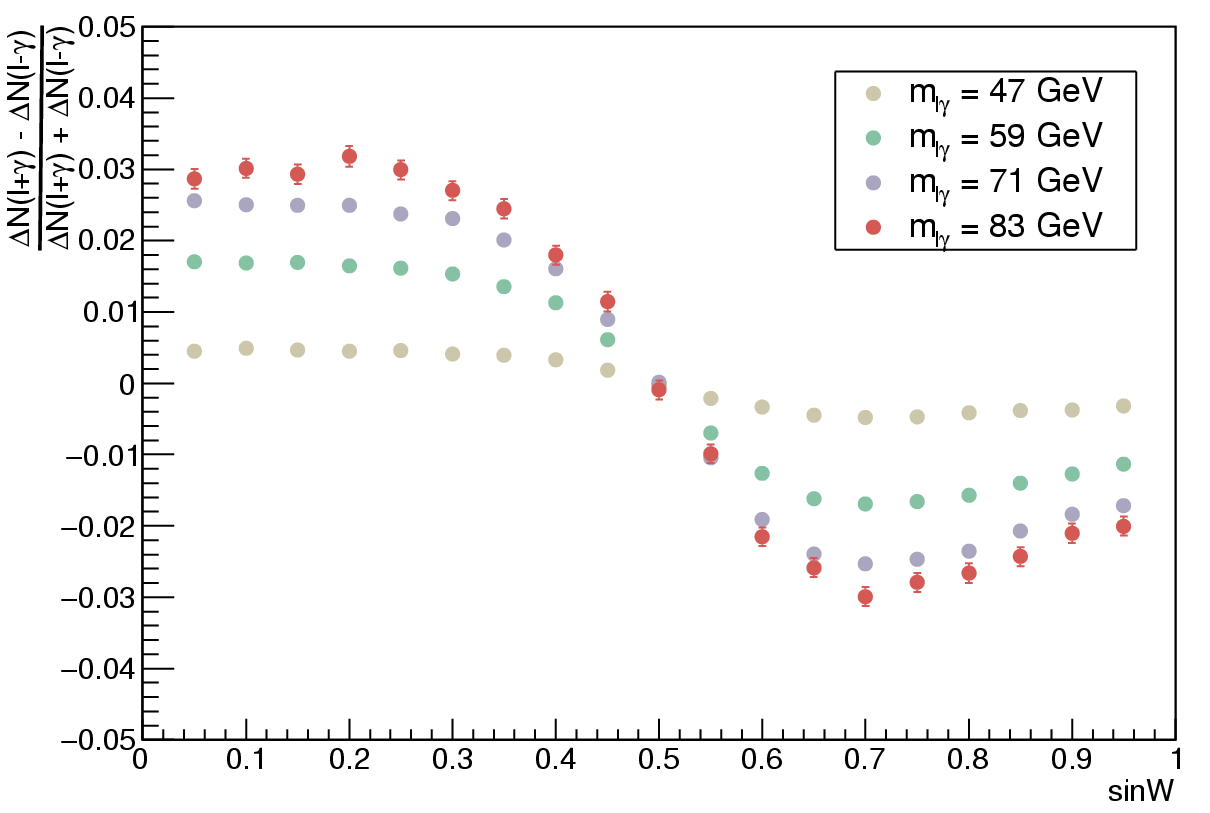 ΔN(l+γ) - ΔN(l-γ)
ΔN(l+γ) + ΔN(l-γ)
0.05
0.04
0.03
0.02
0.01
0
−0.01
−0.02
−0.03
−0.04
−0.05
m_lγ = 47 GeV
m_lγ = 59 GeV
m_lγ = 71 GeV
m_lγ = 83 GeV
0 0.1 0.2 0.3 0.4 0.5 0.6 0.7 0.8 0.9 1
sinW